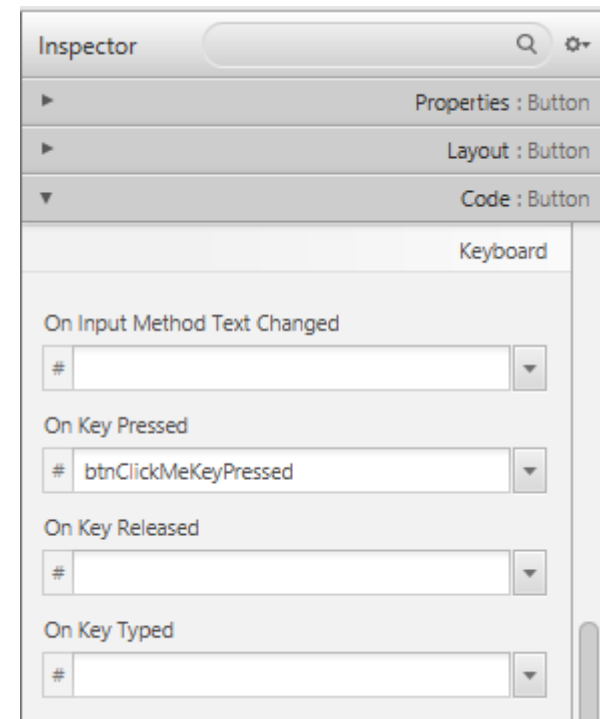 Inspector
Properties : Button
Layout : Button
Code : Button
Keyboard
On Input Method Text Changed
#
On Key Pressed
# btnClickMeKeyPressed
On Key Released
#
On Key Typed
#